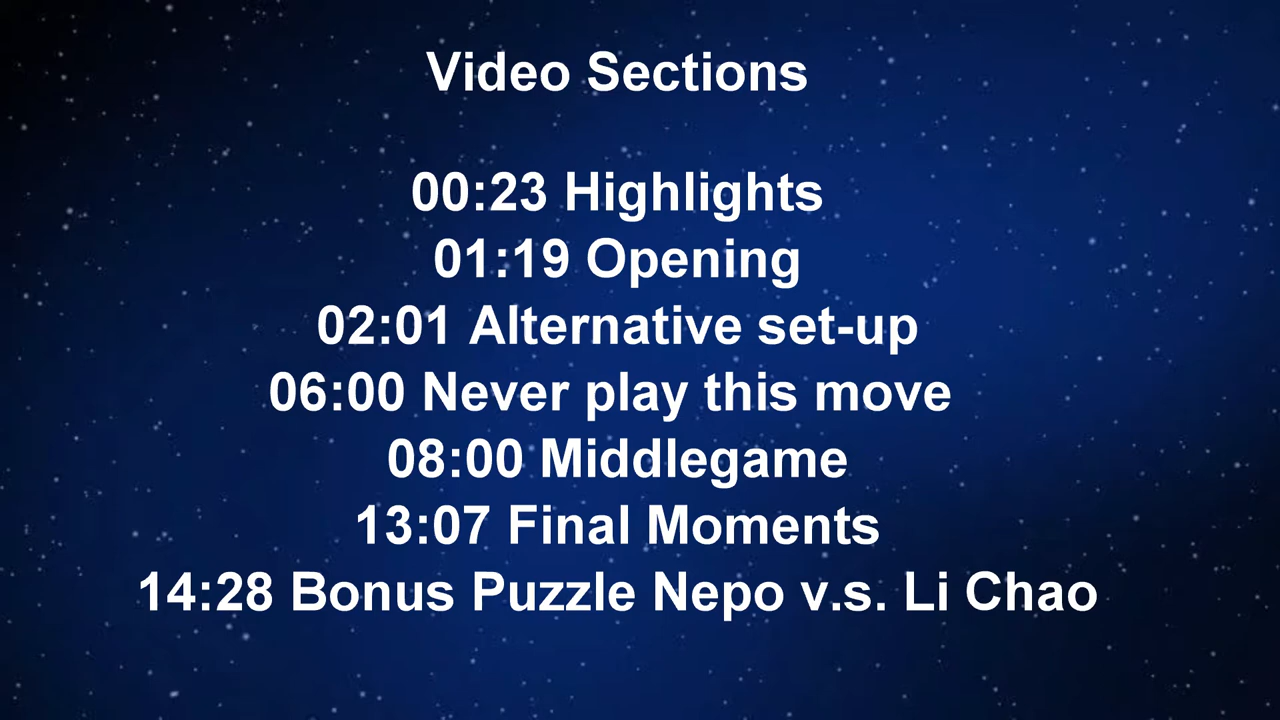 Video Sections
00:23 Highlights
01:19 Opening
02:01 Alternative set-up
06:00 Never play this move
08:00 Middlegame
13:07 Final Moments
14:28 Bonus Puzzle Nepo v.s. Li Chao